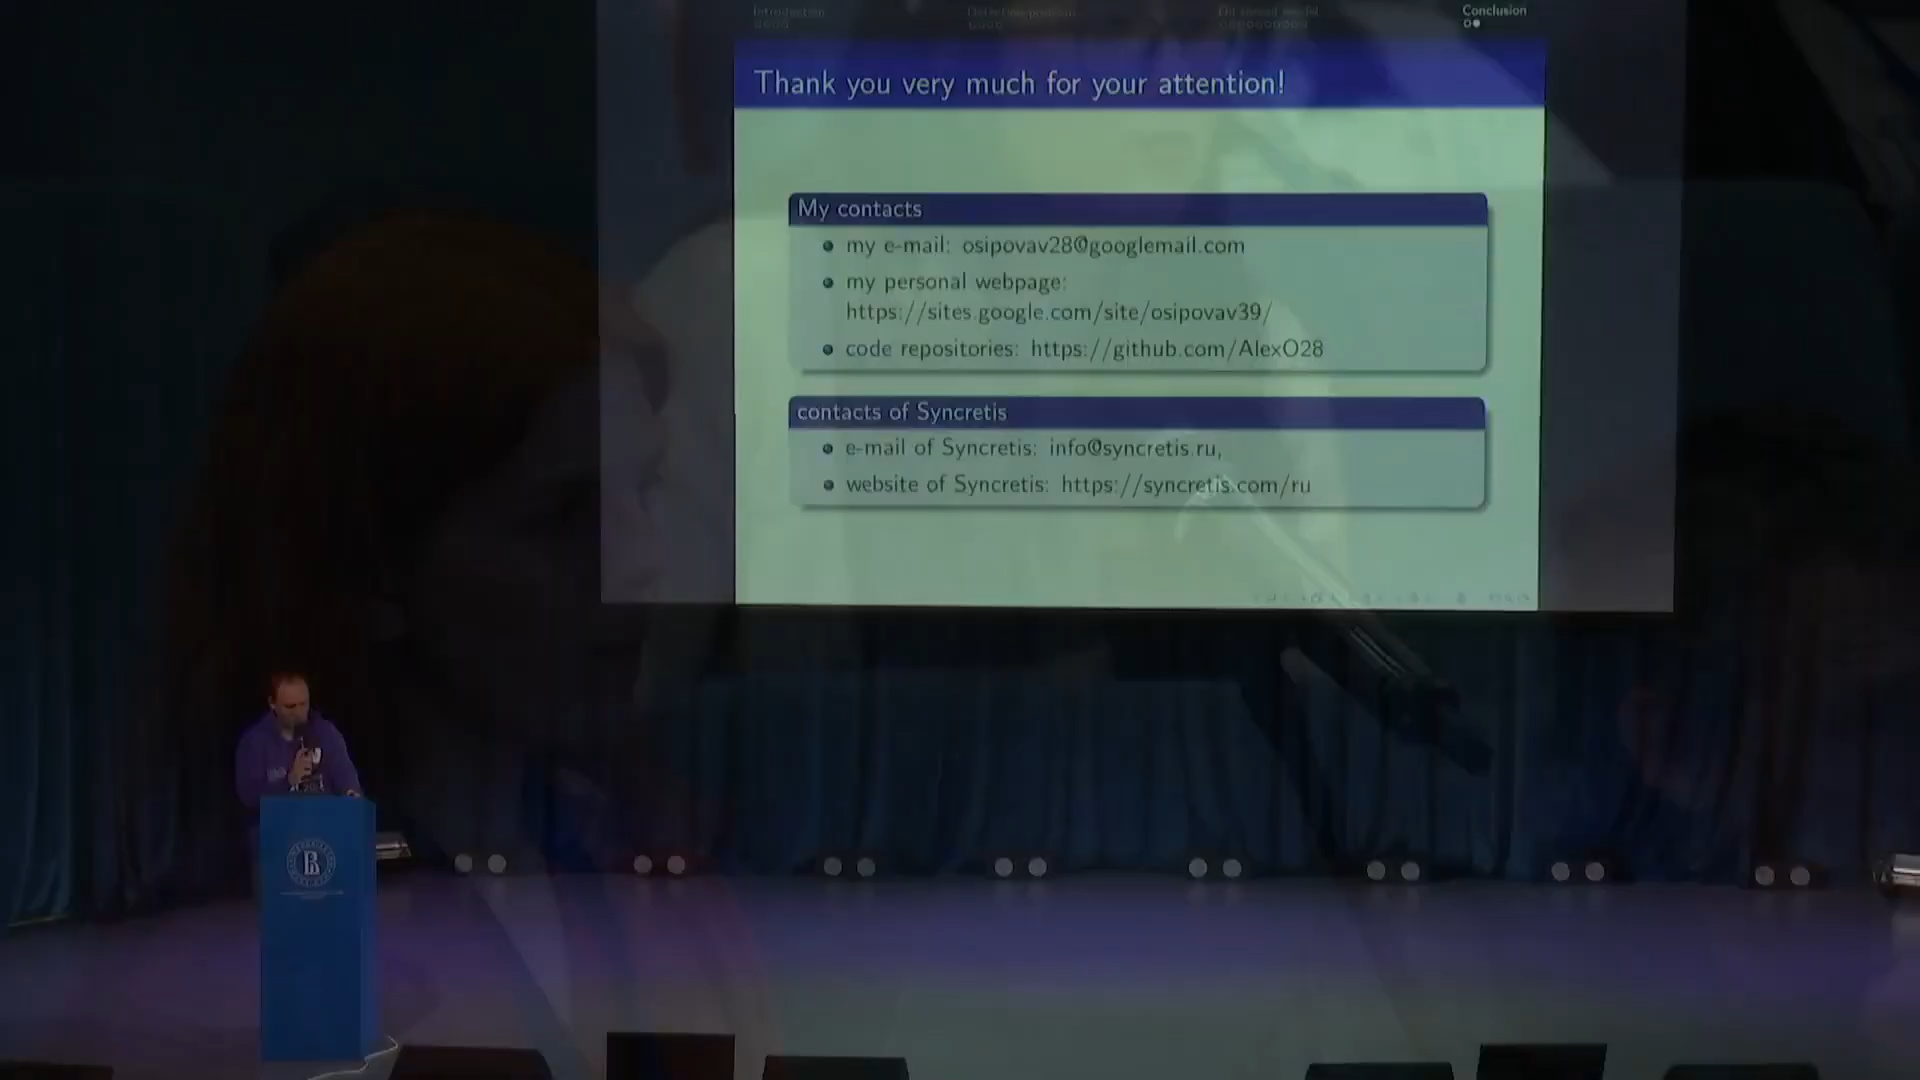 Introduction
Conclusion
Thank you very much for your attention!
My contacts
my e-mail: osipovav28@googlemail.com
my personal webpage:
https://sites.google.com/site/osipovav39/
code repositories: https://github.com/AlexO28
contacts of Syncretis
e-mail of Syncretis: info@syncretis.ru,
website of Syncretis: https://syncretis.com/ru